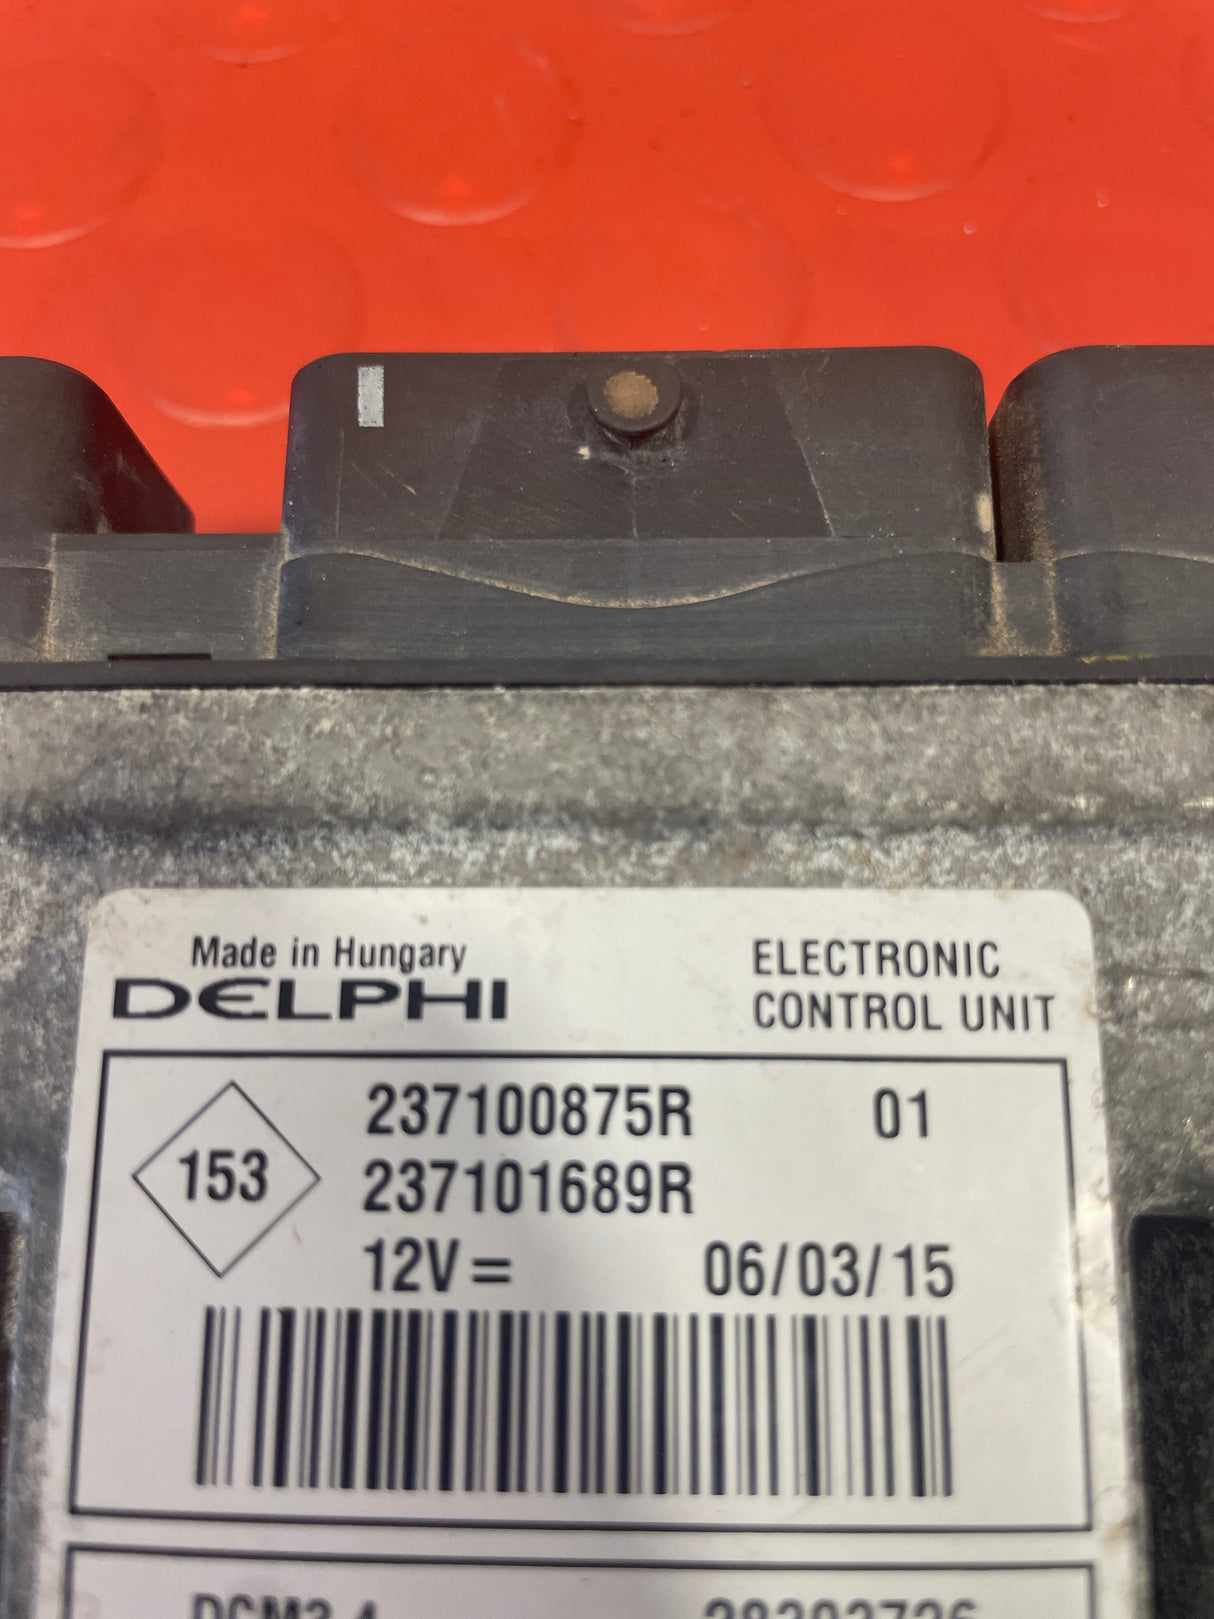 Made in Hungary
DELPHI
ELECTRONIC
CONTROL UNIT
153
237100875R 01
237101689R
12V= 06/03/15